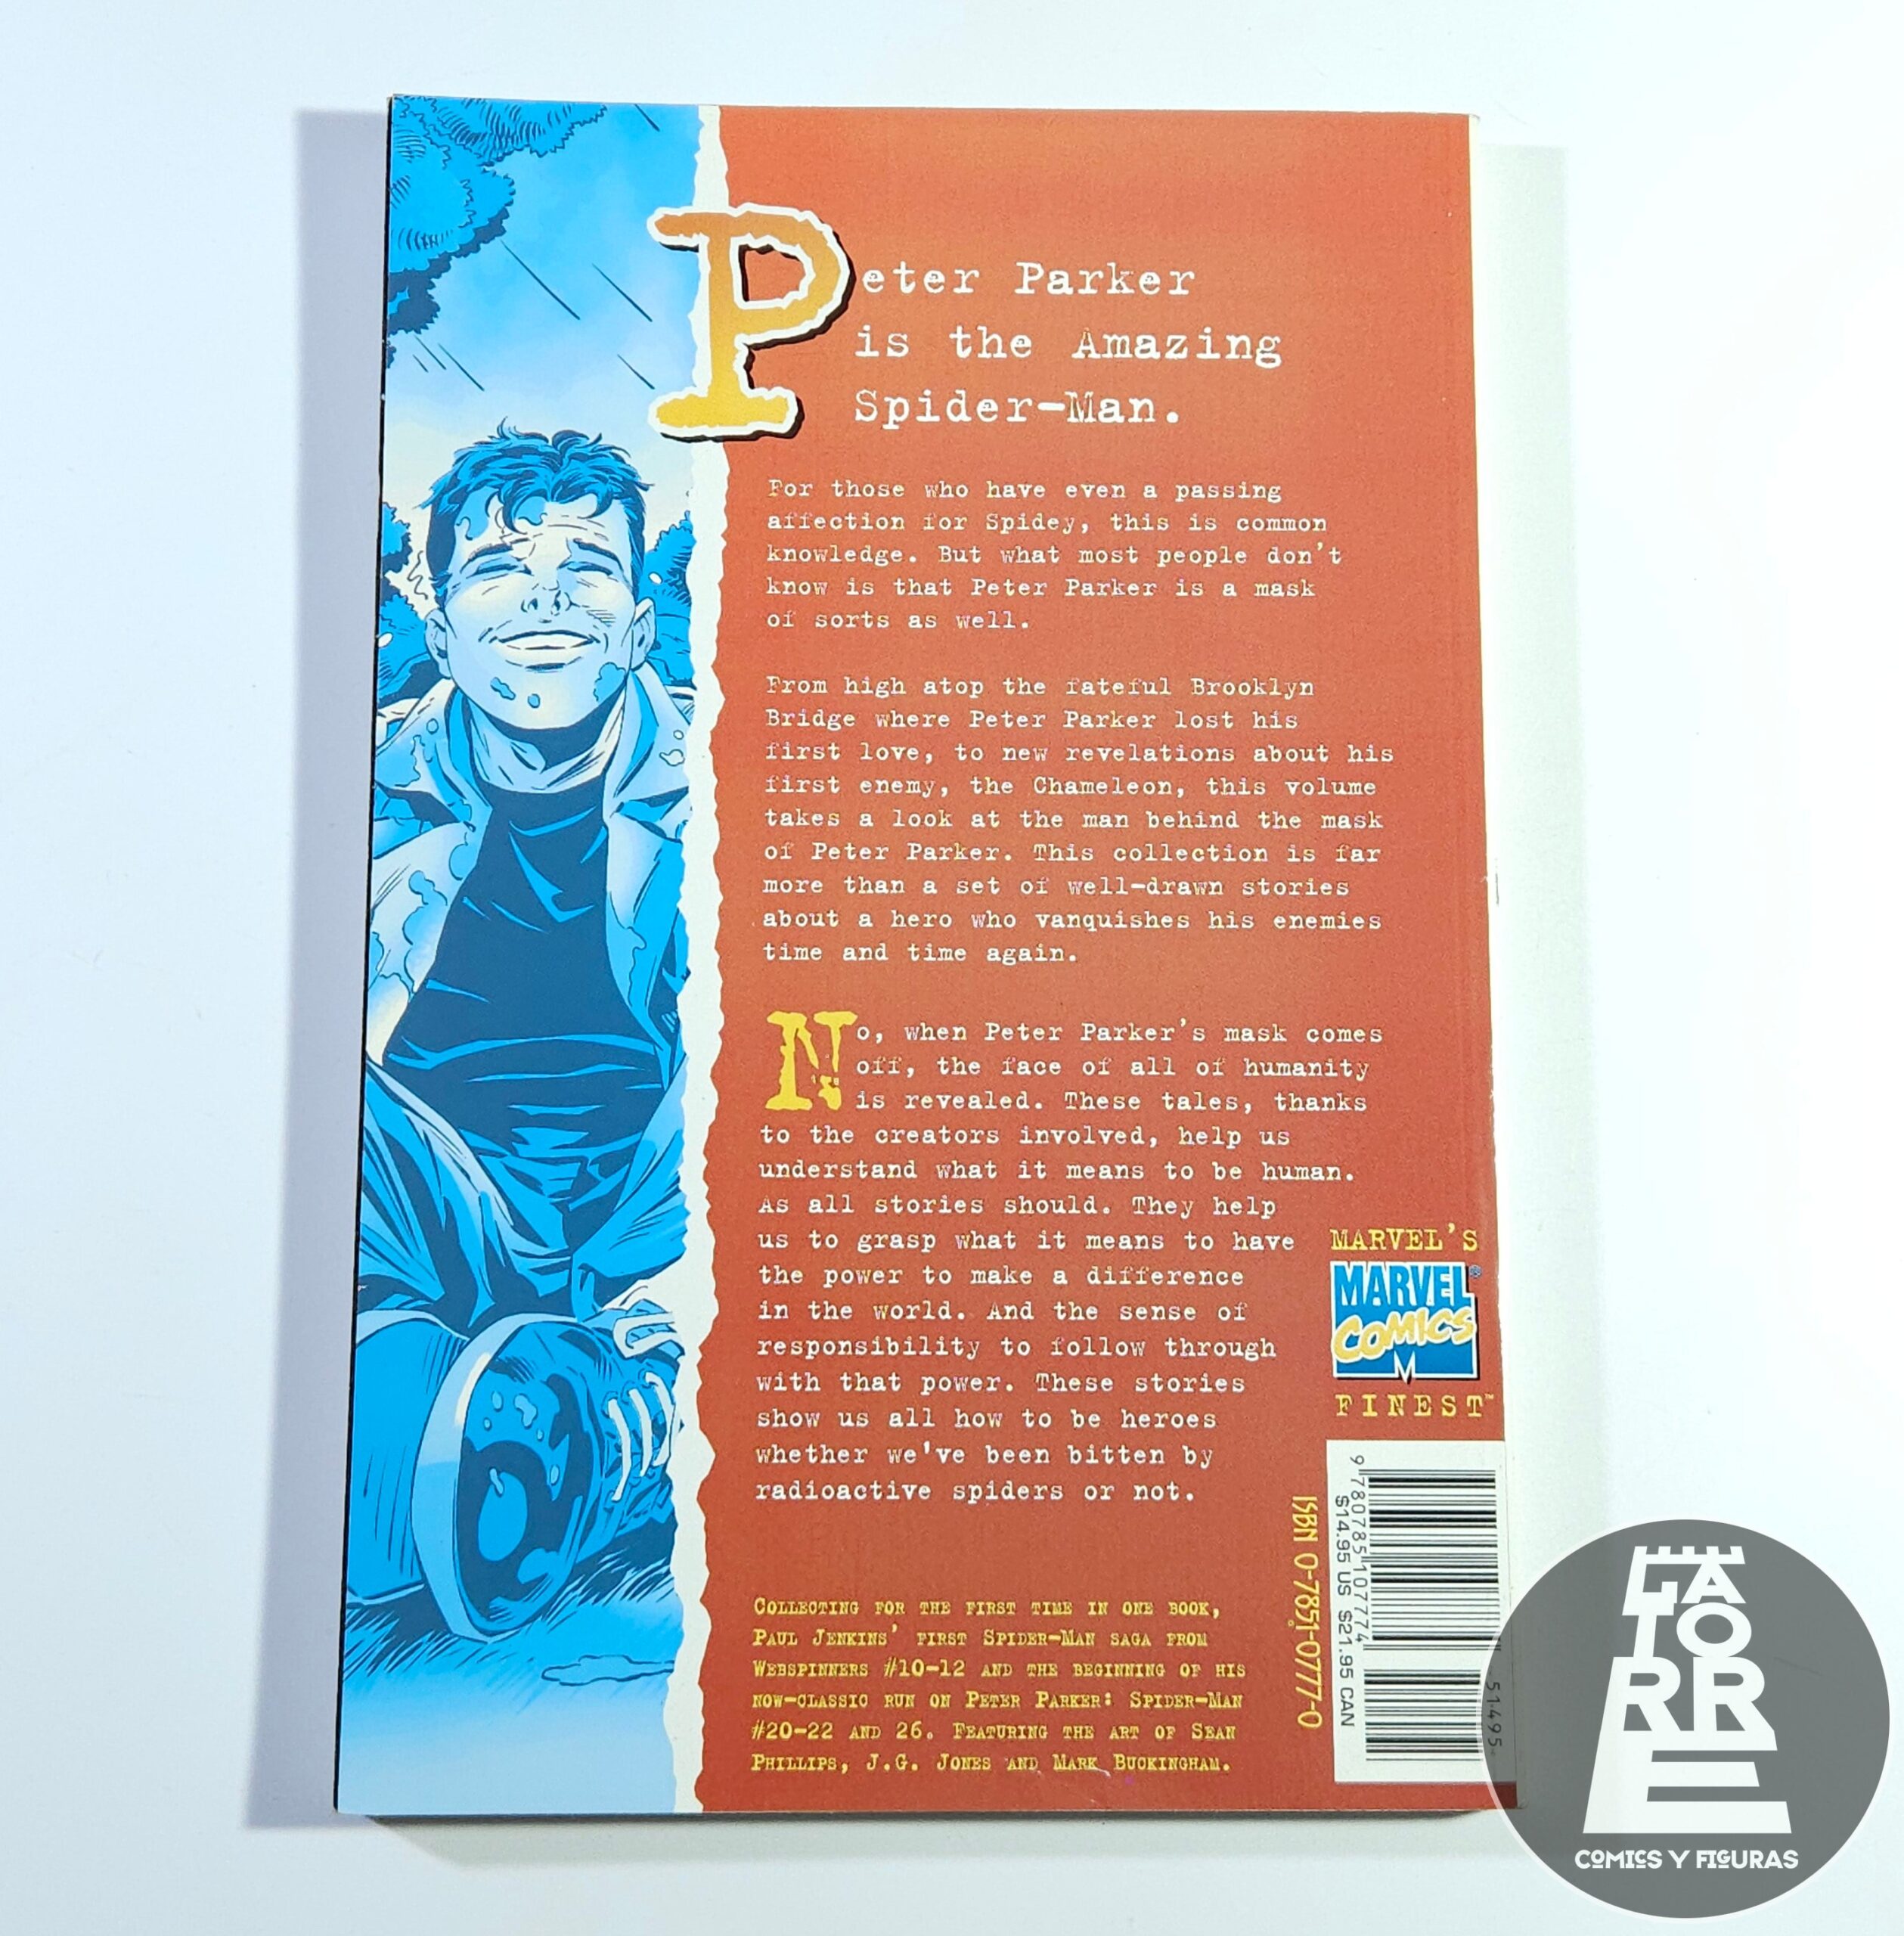 Peter Parker
is the Amazing
Spider-Man.
For those who have even a passing
affection for Spidey, this is common
knowledge. But what most people don't
know is that Peter Parker is a mask
of sorts as well.
From high atop the fateful Brooklyn
Bridge where Peter Parker lost his
first love, to new revelations about his
first enemy, the Chameleon, this volume
takes a look at the man behind the mask
of Peter Parker. This collection is far
more than a set of well-drawn stories
about a hero who vanquishes his enemies
time and time again.
No, when Peter Parker's mask comes
off, the face of all of humanity
is revealed. These tales, thanks
to the creators involved, help us
understand what it means to be human.
As all stories should. They help
us to grasp what it means to have
the power to make a difference
in the world. And the sense of
responsibility to follow through
with that power. These stories
show us all how to be heroes
whether we've been bitten by
radioactive spiders or not.
COLLECTING FOR THE FIRST TIME IN ONE BOOK,
PAUL JENKINS' FIRST SPIDER-MAN SAGA FROM
WEBSPINNERS #10-12 AND THE BEGINNING OF HIS
NOW-CLASSIC RUN ON PETER PARKER: SPIDER-MAN
#20-22 AND 26. FEATURING THE ART OF SEAN
PHILLIPS, J.G. JONES AND MARK BUCKINGHAM.
MARVEL'S
MARVEL®
COMICS
M
FINEST™
ISBN 0-7851-0777-0
9 780785 107774
$14.95 US $21.95 CAN
51495
LA
TO
RR
E
COMICS Y FIGURAS